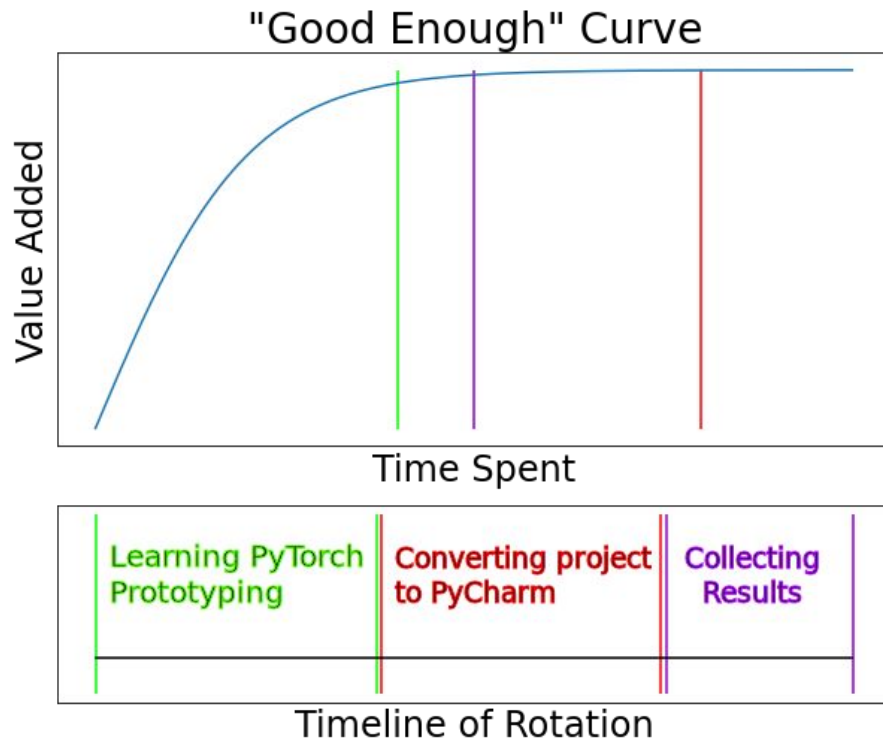 "Good Enough" Curve
Value Added
Time Spent
Learning PyTorch
Prototyping
Converting project
to PyCharm
Collecting
Results
Timeline of Rotation